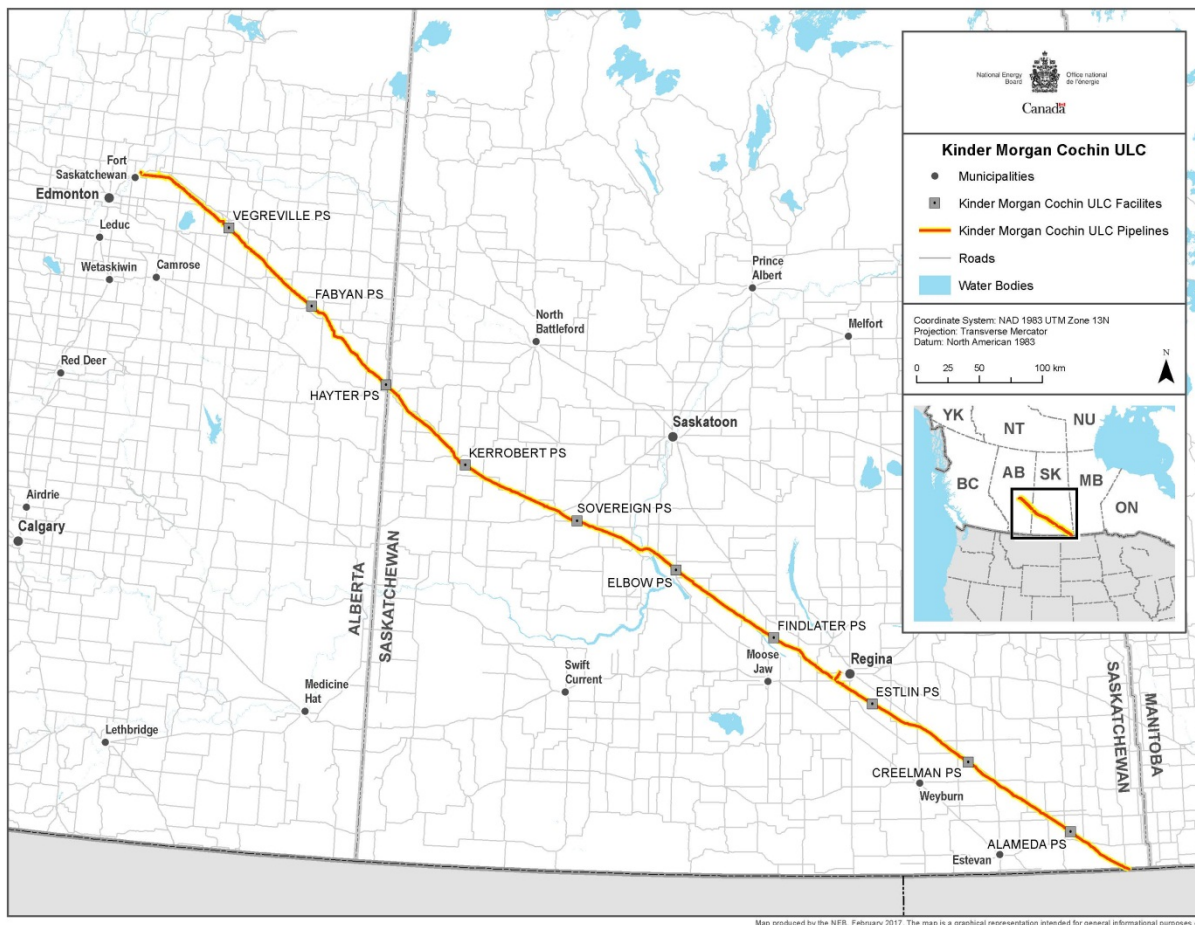 National Energy
Board
Office national
de l'énergie
Canada
Kinder Morgan Cochin ULC
Municipalities
Kinder Morgan Cochin ULC Facilites
Kinder Morgan Cochin ULC Pipelines
Roads
Water Bodies
Coordinate System: NAD 1983 UTM Zone 13N
Projection: Transverse Mercator
Datum: North American 1983
N
0 25 50 100 km
YK
NT
NU
BC
AB
SK
MB
ON
Fort
Saskatchewan
Edmonton
VEGREVILLE PS
Leduc
Wetaskiwin
Camrose
Prince
Albert
FABYAN PS
North
Battleford
Melfort
Red Deer
HAYTER PS
Saskatoon
KERROBERT PS
Airdrie
SOVEREIGN PS
Calgary
ELBOW PS
ALBERTA
SASKATCHEWAN
FINDLATER PS
Moose
Jaw
Regina
Swift
Current
ESTLIN PS
Medicine
Hat
SASKATCHEWAN
MANITOBA
Lethbridge
CREELMAN PS
Weyburn
ALAMEDA PS
Estevan
Map produced by the NEB, February 2017. The map is a graphical representation intended for general informational purposes